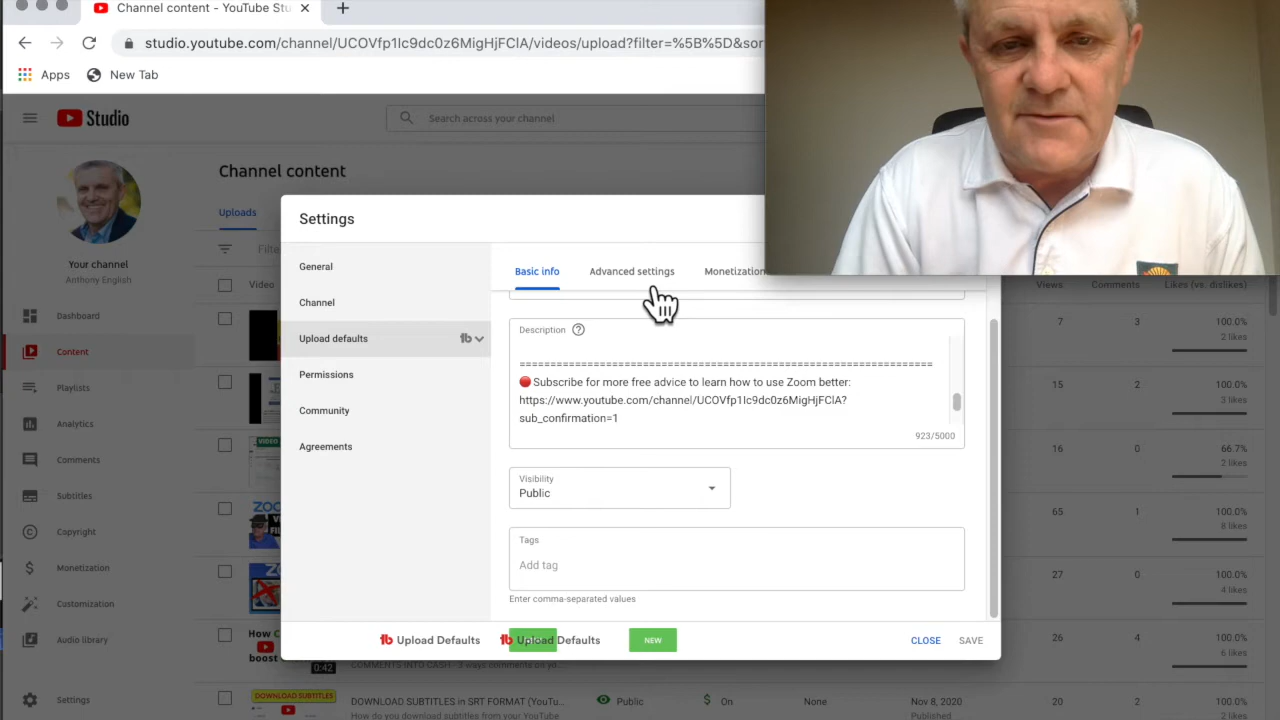 Channel content - YouTube Stu
studio.youtube.com/channel/UCOVfp1Ic9dc0z6MigHjFClA/videos/upload?filter=%5B%5D&sor
Apps
New Tab
Studio
Search across your channel
Channel content
Uploads
Filte
Video
Views
Comments
Likes (vs. dislikes)
Your channel
Anthony English
Dashboard
Content
Playlists
Analytics
Comments
Subtitles
Copyright
Monetization
Customization
Audio library
Settings
Settings
General
Channel
Upload defaults
tb
Permissions
Community
Agreements
Basic info
Advanced settings
Monetization
Description
==================================================================
Subscribe for more free advice to learn how to use Zoom better:
https://www.youtube.com/channel/UCOVfp1Ic9dc0z6MigHjFClA?
sub_confirmation=1
923/5000
Visibility
Public
Tags
Add tag
Enter comma-separated values
tb Upload Defaults
tb Upload Defaults
NEW
CLOSE
SAVE
7
3
100.0%
2 likes
15
2
100.0%
3 likes
16
0
66.7%
2 likes
65
1
100.0%
8 likes
27
0
100.0%
4 likes
26
4
100.0%
6 likes
VIDEO
How C
boost
0:42
COMMENTS INTO CASH - 3 ways comments on yo...
DOWNLOAD SUBTITLES
DOWNLOAD SUBTITLES in SRT FORMAT (YouTu...
How do you download subtitles from your YouTube
Public
On
None
Nov 8, 2020
Published
20
2
100.0%
2 likes